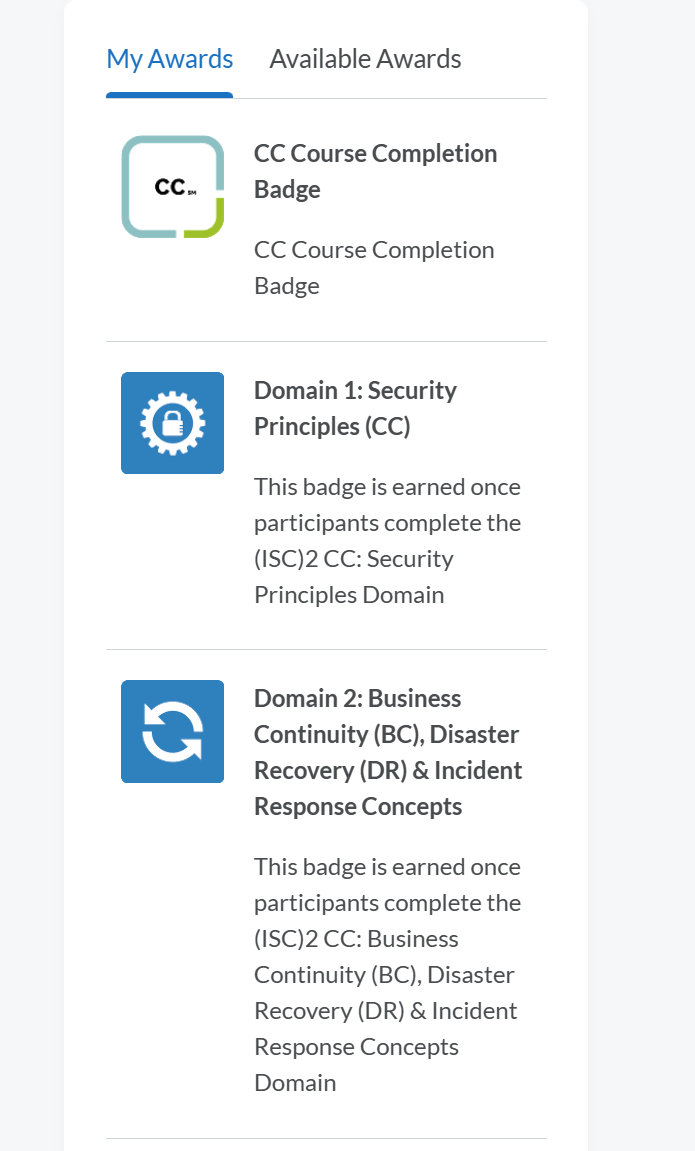 My Awards Available Awards
CC℠
CC Course Completion
Badge
CC Course Completion
Badge
Domain 1: Security
Principles (CC)
This badge is earned once
participants complete the
(ISC)2 CC: Security
Principles Domain
Domain 2: Business
Continuity (BC), Disaster
Recovery (DR) & Incident
Response Concepts
This badge is earned once
participants complete the
(ISC)2 CC: Business
Continuity (BC), Disaster
Recovery (DR) & Incident
Response Concepts
Domain